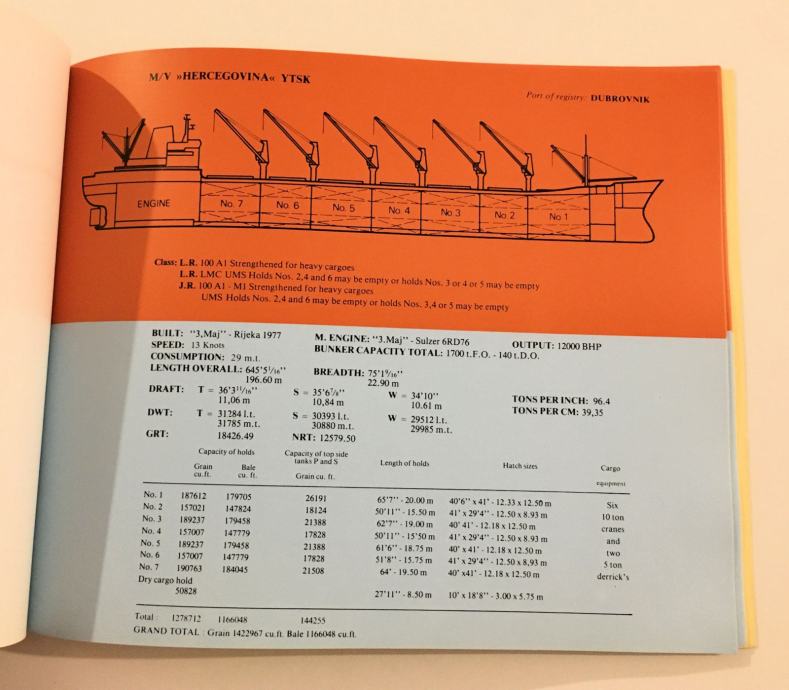 M/V »HERCEGOVINA« YTSK
Port of registry: DUBROVNIK
ENGINE
No. 7
No. 6
No. 5
No. 4
No. 3
No. 2
No. 1
Class: L.R. 100 A1 Strengthened for heavy cargoes
L.R. LMC UMS Holds Nos. 2,4 and 6 may be empty or holds Nos. 3 or 4 or 5 may be empty
J.R. 100 A1 - M1 Strengthened for heavy cargoes
UMS Holds Nos. 2,4 and 6 may be empty or holds Nos. 3,4 or 5 may be empty
BUILT: "3,Maj" - Rijeka 1977 M. ENGINE: "3.Maj" - Sulzer 6RD76 OUTPUT: 12000 BHP
SPEED: 13 Knots BUNKER CAPACITY TOTAL: 1700 t.F.O. - 140 t.D.O.
CONSUMPTION: 29 m.t.
LENGTH OVERALL: 645'5¹/₁₆" BREADTH: 75'1⁹/₁₆"
196.60 m 22.90 m
DRAFT: T = 36'3¹¹/₁₆" S = 35'6⁷/₈" W = 34'10" TONS PER INCH: 96.4
11,06 m 10,84 m 10.61 m TONS PER CM: 39,35
DWT: T = 31284 l.t. S = 30393 l.t. W = 29512 l.t.
31785 m.t. 30880 m.t. 29985 m.t.
GRT: 18426.49 NRT: 12579.50
Capacity of holds Capacity of top side tanks P and S Length of holds Hatch sizes Cargo equipment
Grain cu. ft. Bale cu. ft. Grain cu. ft.
No. 1 187612 179705 26191 65'7" - 20.00 m 40'6" x 41' - 12.33 x 12.50 m Six
No. 2 157021 147824 18124 50'11" - 15.50 m 41' x 29'4" - 12.50 x 8.93 m 10 ton
No. 3 189237 179458 21388 62'7" - 19.00 m 40' 41' - 12.18 x 12.50 m cranes
No. 4 157007 147779 17828 50'11" - 15'50 m 41' x 29'4" - 12.50 x 8.93 m and
No. 5 189237 179458 21388 61'6" - 18.75 m 40' x 41' - 12.18 x 12.50 m two
No. 6 157007 147779 17828 51'8" - 15.75 m 41' x 29'4" - 12.50 x 8,93 m 5 ton
No. 7 190763 184045 21508 64' - 19.50 m 40' x41' - 12.18 x 12.50 m derrick's
Dry cargo hold
50828 27'11" - 8.50 m 10' x 18'8" - 3.00 x 5.75 m
Total : 1278712 1166048 144255
GRAND TOTAL : Grain 1422967 cu.ft. Bale 1166048 cu.ft.